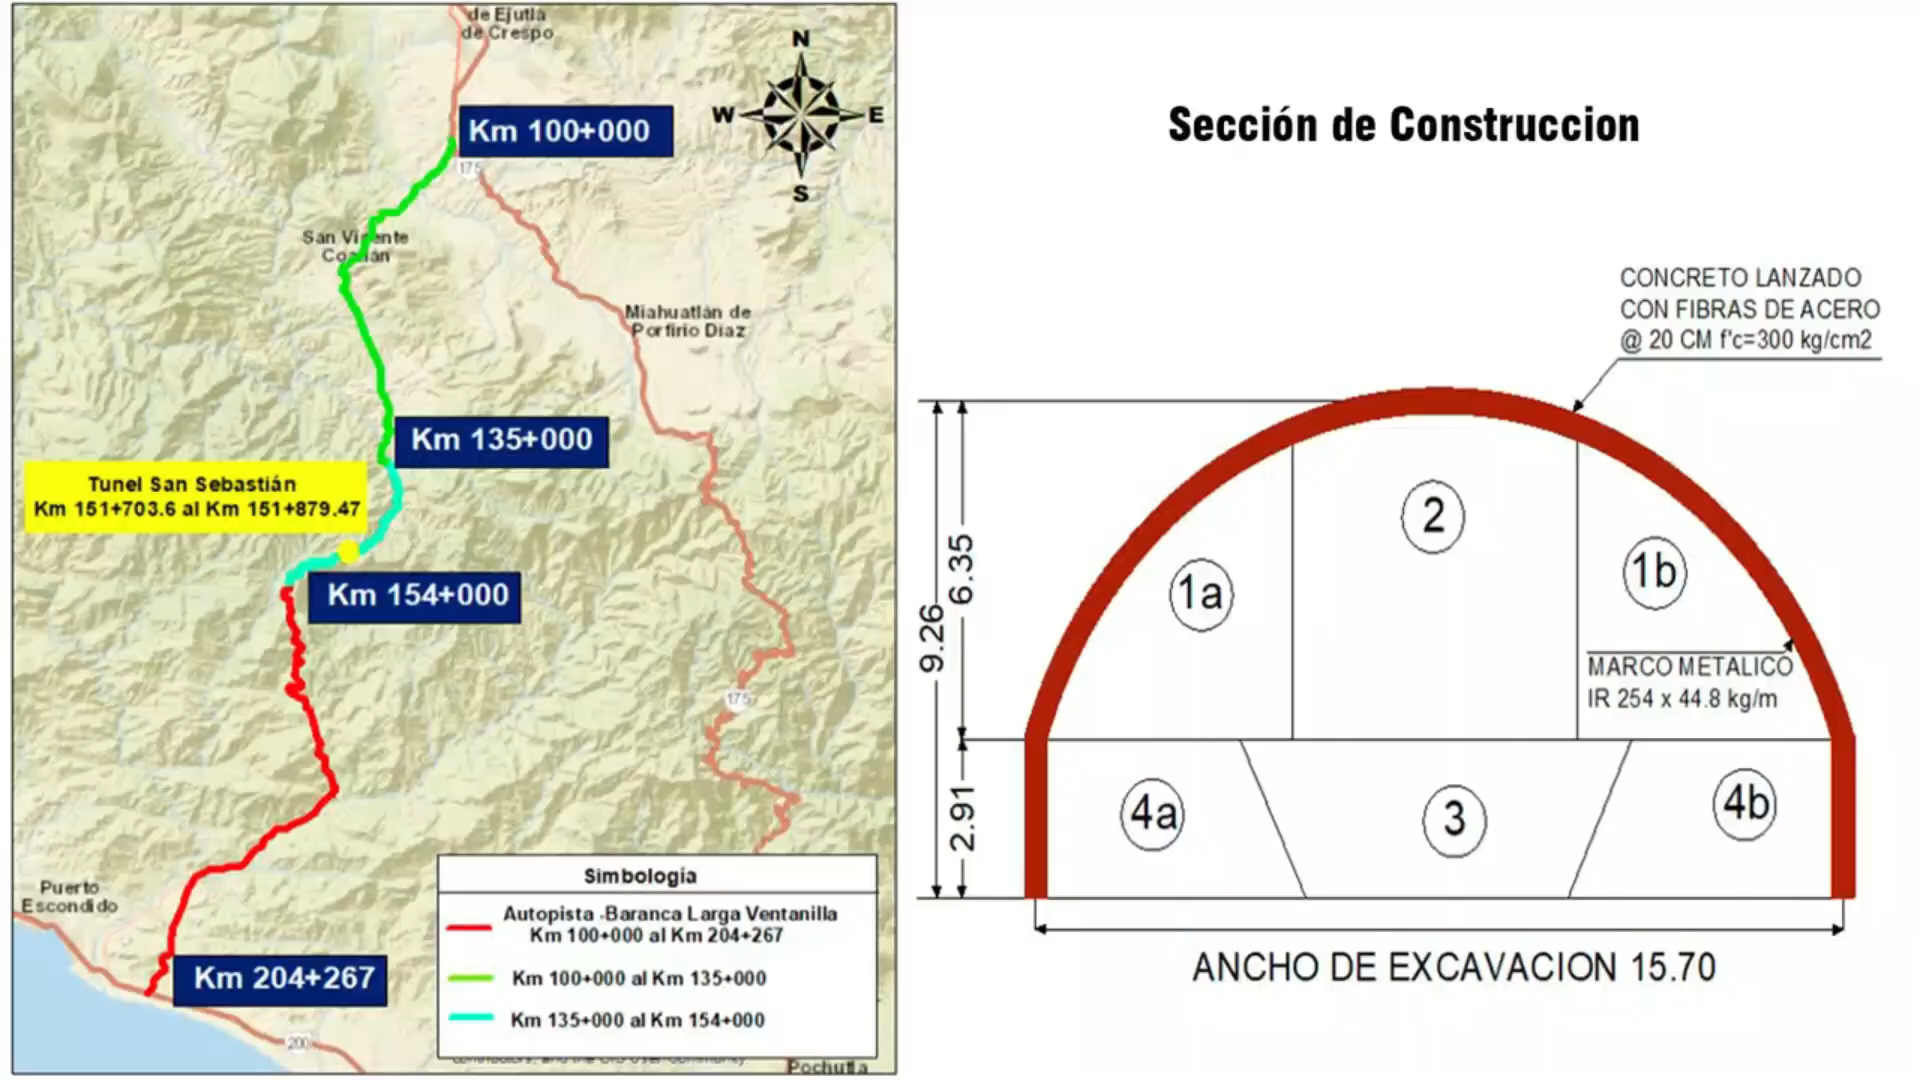 de Ejutla
de Crespo
N
W
E
S
Km 100+000
175
San Vicente
Miahuatlán de
Porfirio Diaz
Km 135+000
Tunel San Sebastián
Km 151+703.6 al Km 151+879.47
Km 154+000
175
Puerto
Escondido
Km 204+267
200
Pochutla
Simbología
Autopista -Baranca Larga Ventanilla
Km 100+000 al Km 204+267
Km 100+000 al Km 135+000
Km 135+000 al Km 154+000
Sección de Construccion
CONCRETO LANZADO
CON FIBRAS DE ACERO
@ 20 CM f'c=300 kg/cm2
9.26
6.35
2.91
1a
2
1b
MARCO METALICO
IR 254 x 44.8 kg/m
4a
3
4b
ANCHO DE EXCAVACION 15.70